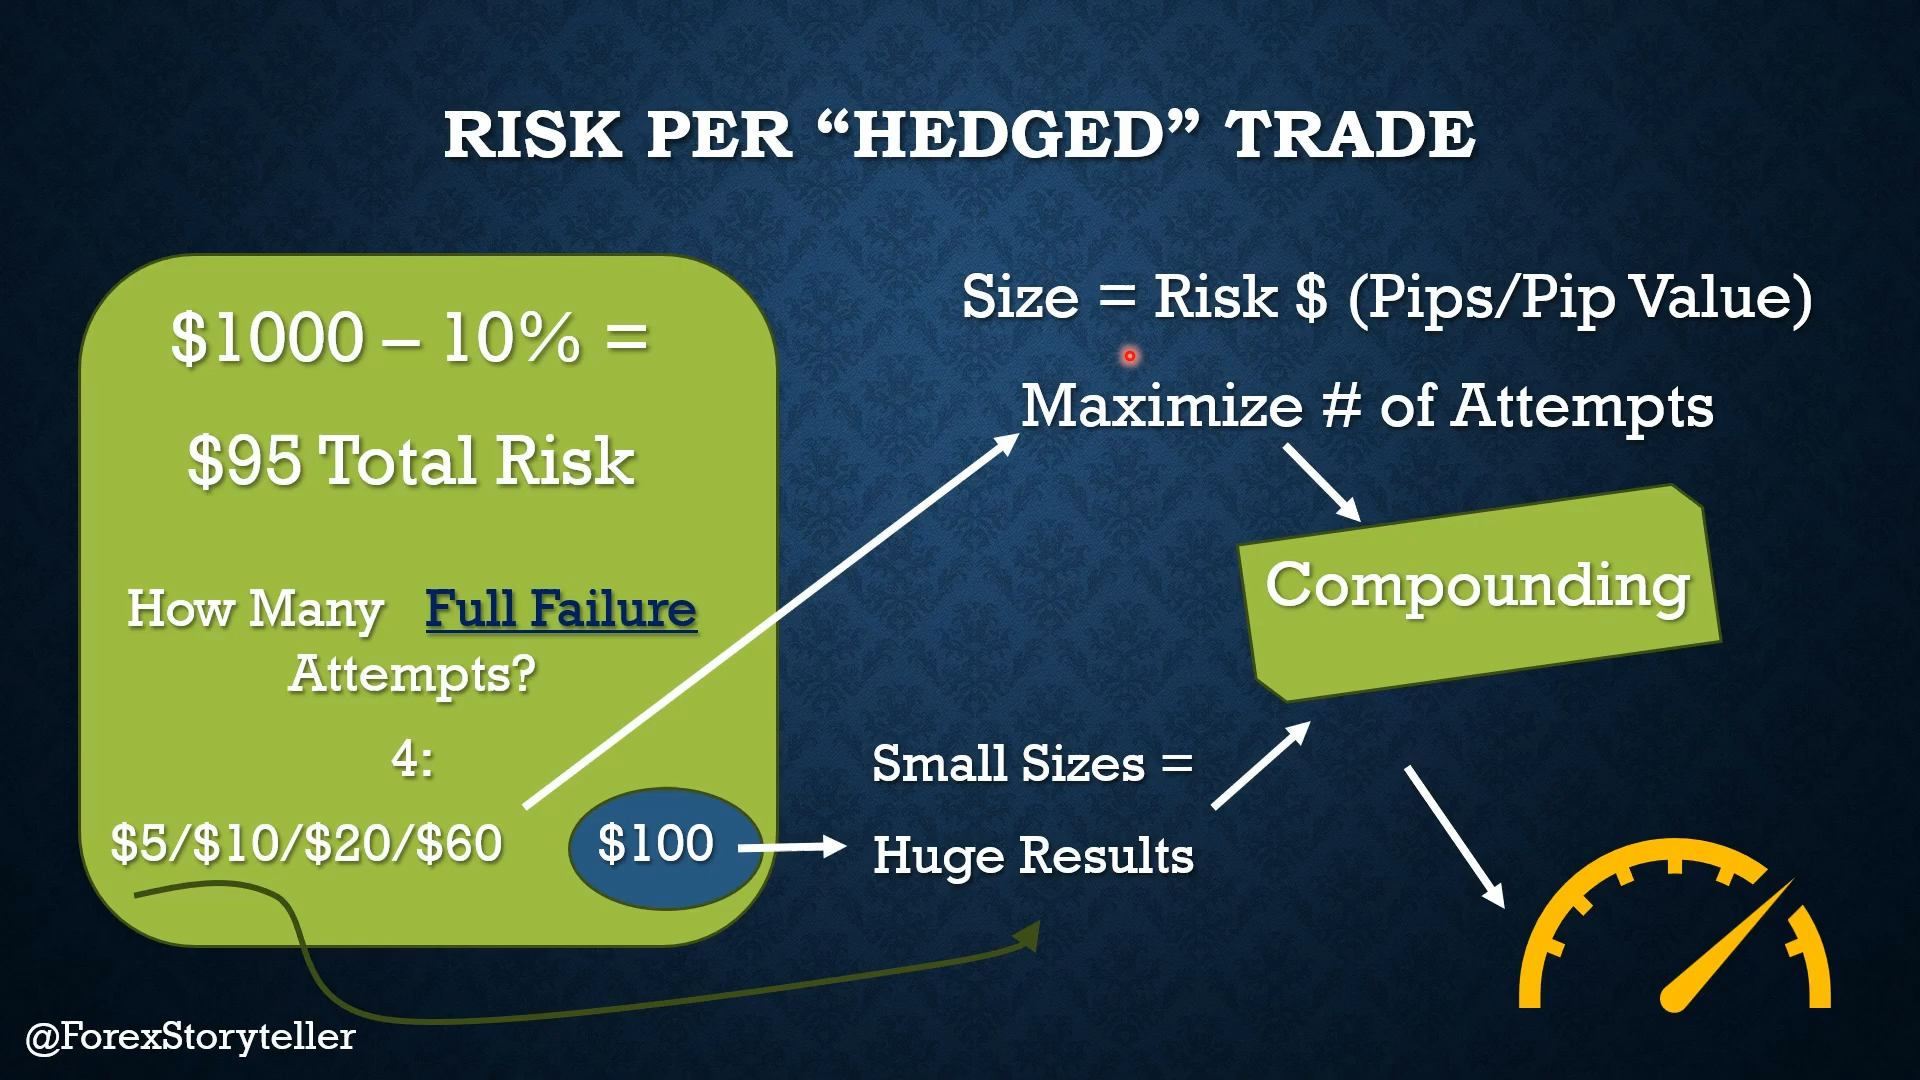 RISK PER “HEDGED” TRADE
$1000 – 10% =
$95 Total Risk
How Many Full Failure
Attempts?
4:
$5/$10/$20/$60
$100
Size = Risk $ (Pips/Pip Value)
Maximize # of Attempts
Compounding
Small Sizes =
Huge Results
@ForexStoryteller